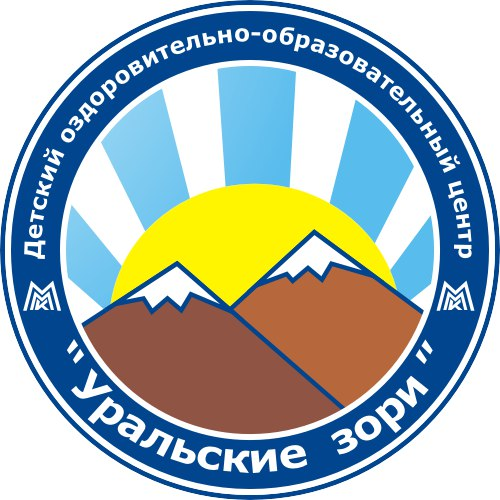 Детский оздоровительно-образовательный центр
"Уральские зори"